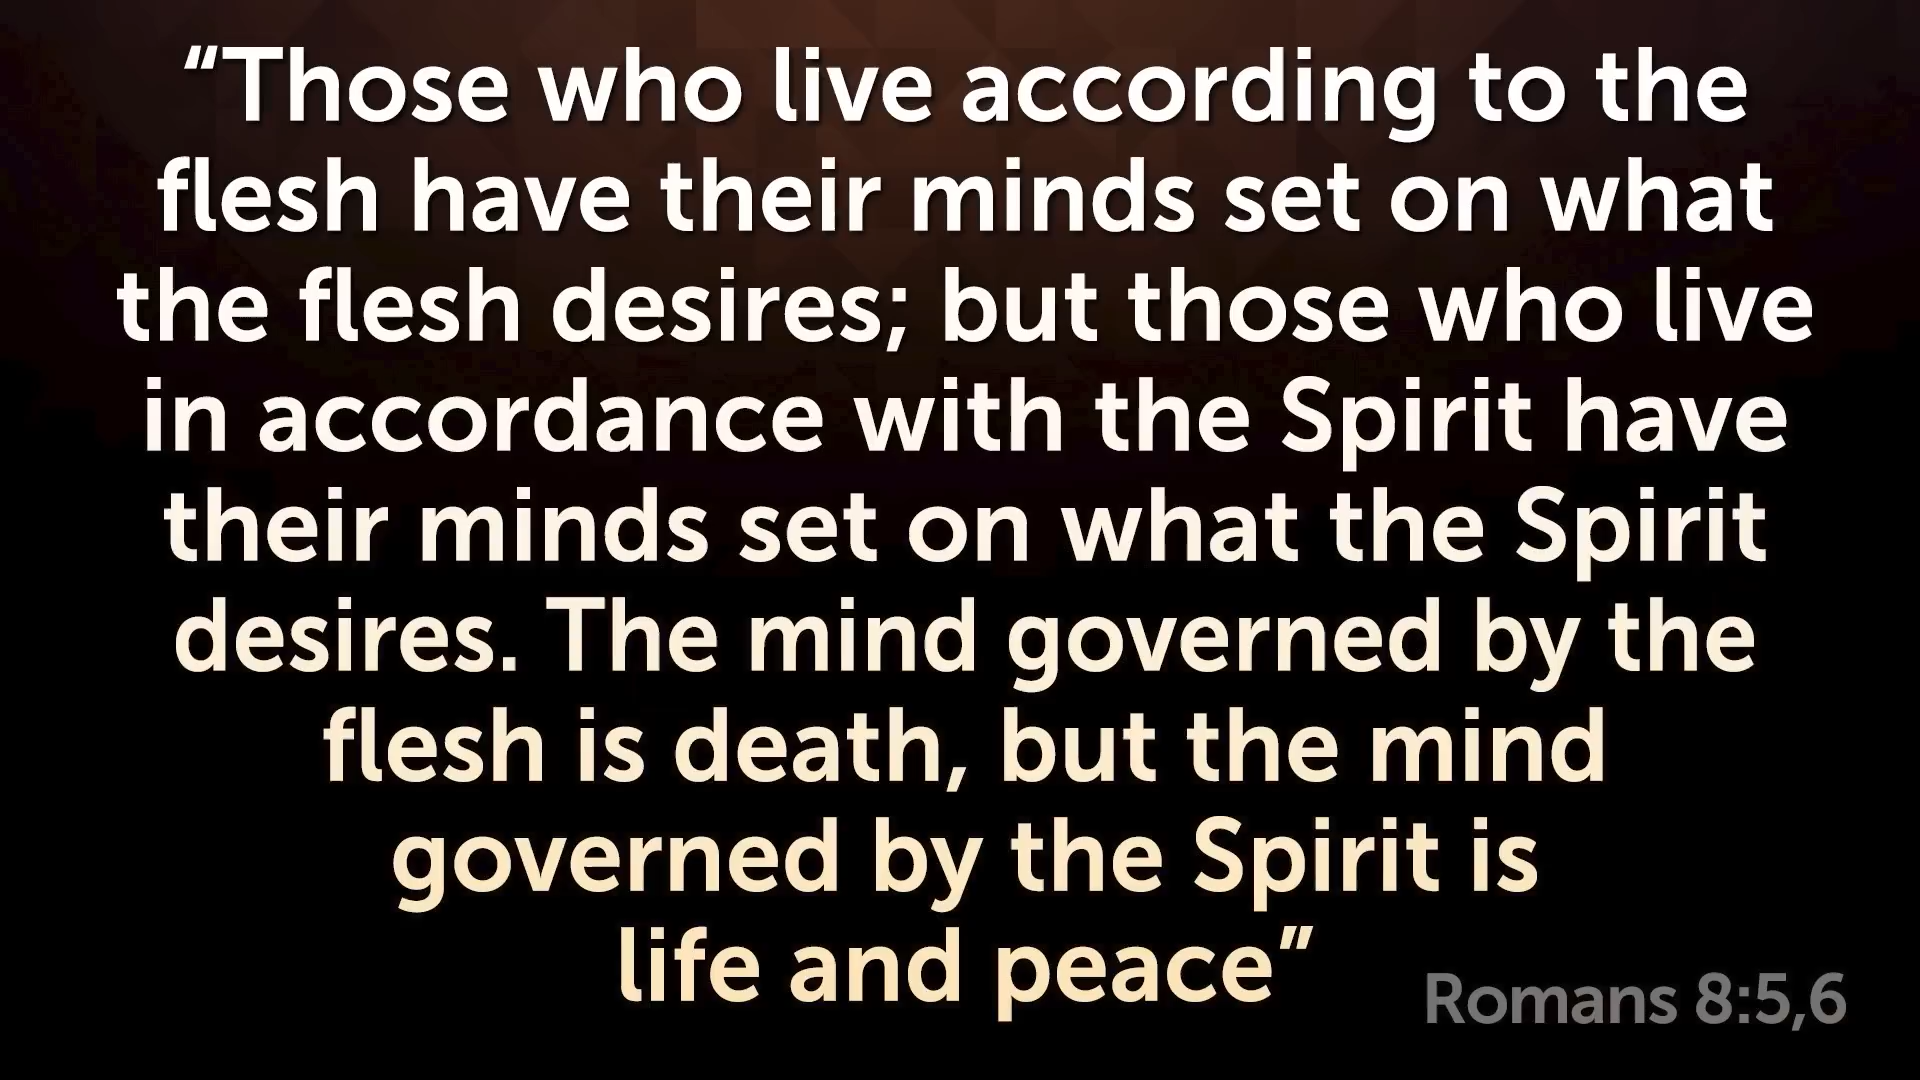 “Those who live according to the
flesh have their minds set on what
the flesh desires; but those who live
in accordance with the Spirit have
their minds set on what the Spirit
desires. The mind governed by the
flesh is death, but the mind
governed by the Spirit is
life and peace”
Romans 8:5,6